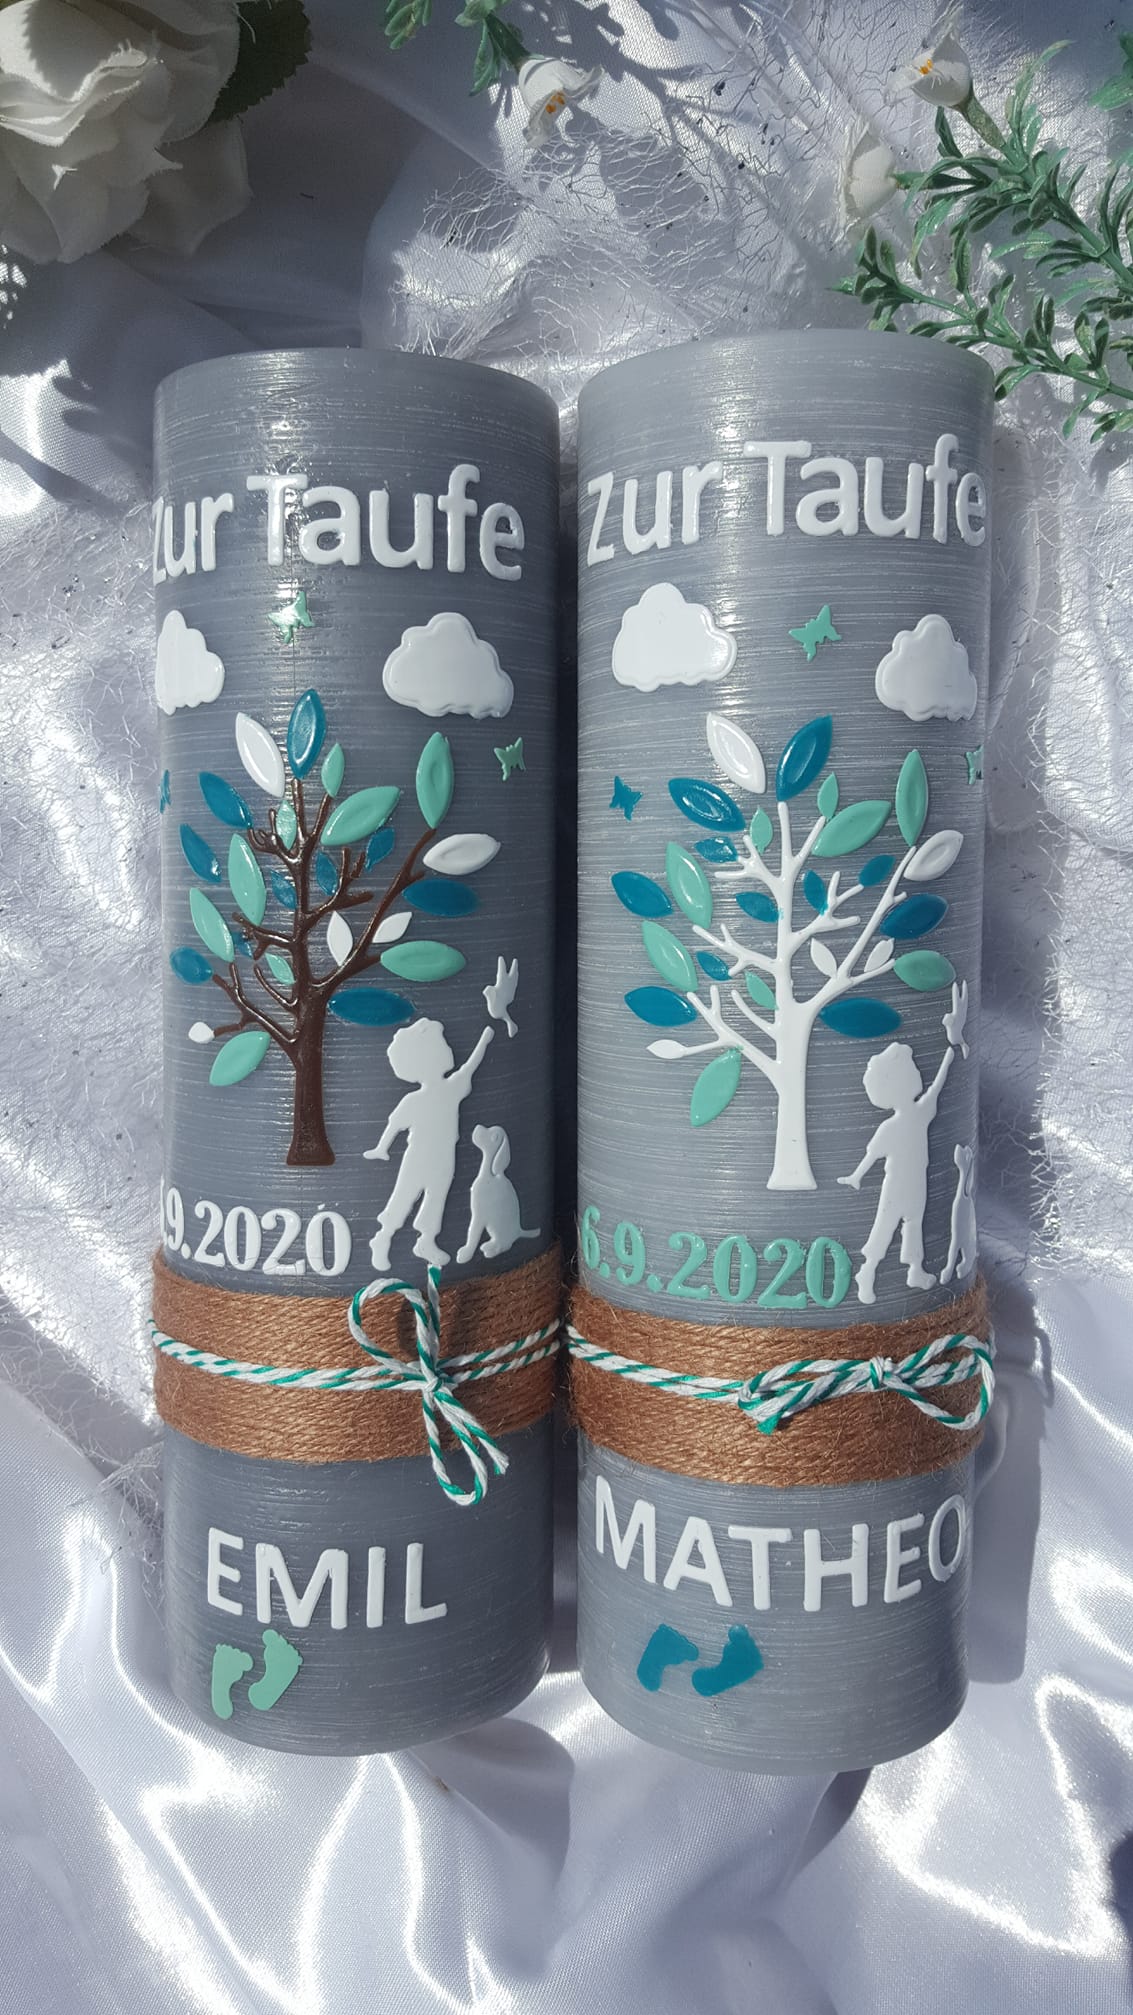 Zur Taufe
.9.2020
EMIL
Zur Taufe
6.9.2020
MATHEO